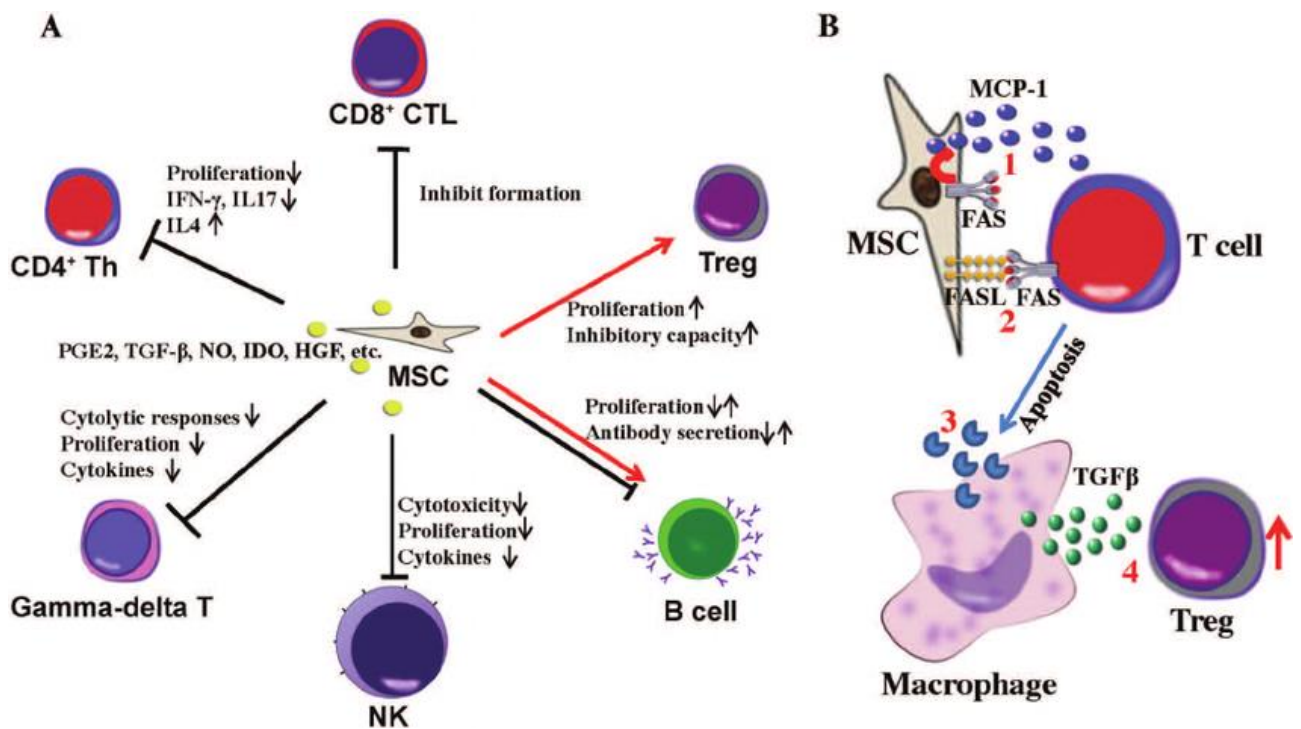 A
CD8⁺ CTL
Inhibit formation
Proliferation↓
IFN-γ, IL17↓
IL4 ↑
CD4⁺ Th
Treg
Proliferation↑
Inhibitory capacity↑
PGE2, TGF-β, NO, IDO, HGF, etc.
MSC
Cytolytic responses ↓
Proliferation ↓
Cytokines ↓
Gamma-delta T
Cytotoxicity↓
Proliferation↓
Cytokines ↓
NK
Proliferation↓↑
Antibody secretion↓↑
B cell
B
MCP-1
1
FAS
MSC
T cell
FASL
FAS
2
Apoptosis
3
TGFβ
4
Treg
Macrophage